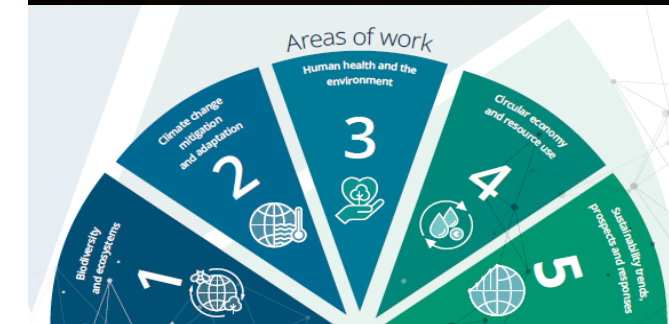 Areas of work
Biodiversity
and ecosystems
1
Climate change
mitigation
and adaptation
2
Human health and the
environment
3
Circular economy
and resource use
4
Sustainability trends,
prospects and responses
5